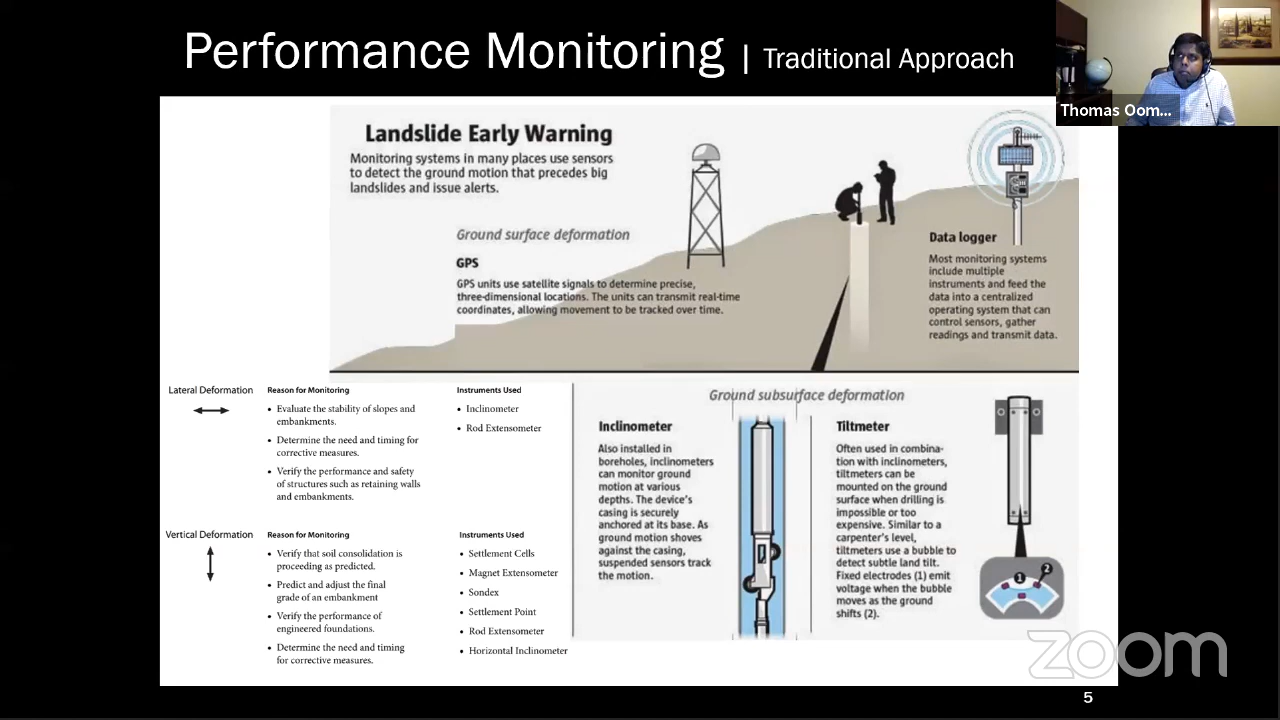 Performance Monitoring | Traditional Approach
Thomas Oom...
Landslide Early Warning
Monitoring systems in many places use sensors
to detect the ground motion that precedes big
landslides and issue alerts.
Ground surface deformation
GPS
GPS units use satellite signals to determine precise,
three-dimensional locations. The units can transmit real-time
coordinates, allowing movement to be tracked over time.
Data logger
Most monitoring systems
include multiple
instruments and feed the
data into a centralized
operating system that can
control sensors, gather
readings and transmit data.
Lateral Deformation
Reason for Monitoring
• Evaluate the stability of slopes and
embankments.
• Determine the need and timing for
corrective measures.
• Verify the performance and safety
of structures such as retaining walls
and embankments.
Instruments Used
• Inclinometer
• Rod Extensometer
Vertical Deformation
Reason for Monitoring
• Verify that soil consolidation is
proceeding as predicted.
• Predict and adjust the final
grade of an embankment
• Verify the performance of
engineered foundations.
• Determine the need and timing
for corrective measures.
Instruments Used
• Settlement Cells
• Magnet Extensometer
• Sondex
• Settlement Point
• Rod Extensometer
• Horizontal Inclinometer
Ground subsurface deformation
Inclinometer
Also installed in
boreholes, inclinometers
can monitor ground
motion at various
depths. The device's
casing is securely
anchored at its base. As
ground motion shoves
against the casing,
suspended sensors track
the motion.
Tiltmeter
Often used in combina-
tion with inclinometers,
tiltmeters can be
mounted on the ground
surface when drilling is
impossible or too
expensive. Similar to a
carpenter's level,
tiltmeters use a bubble to
detect subtle land tilt.
Fixed electrodes (1) emit
voltage when the bubble
moves as the ground
shifts (2).
1
2
zoom
5